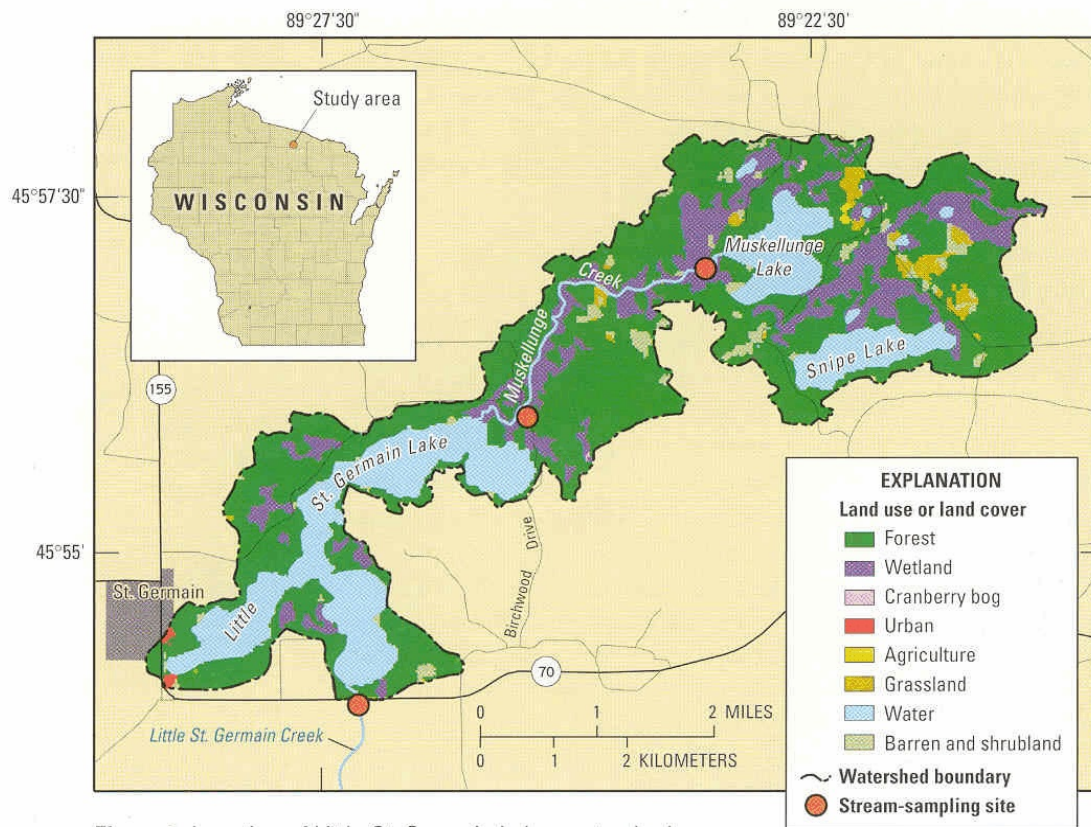 89°27'30"
89°22'30"
Study area
WISCONSIN
45°57'30"
Muskellunge
Lake
Creek
Muskellunge
Snipe Lake
155
St. Germain Lake
45°55'
St. Germain
Little
Birchwood Drive
70
Little St. Germain Creek
0 1 2 MILES
0 1 2 KILOMETERS
EXPLANATION
Land use or land cover
Forest
Wetland
Cranberry bog
Urban
Agriculture
Grassland
Water
Barren and shrubland
Watershed boundary
Stream-sampling site